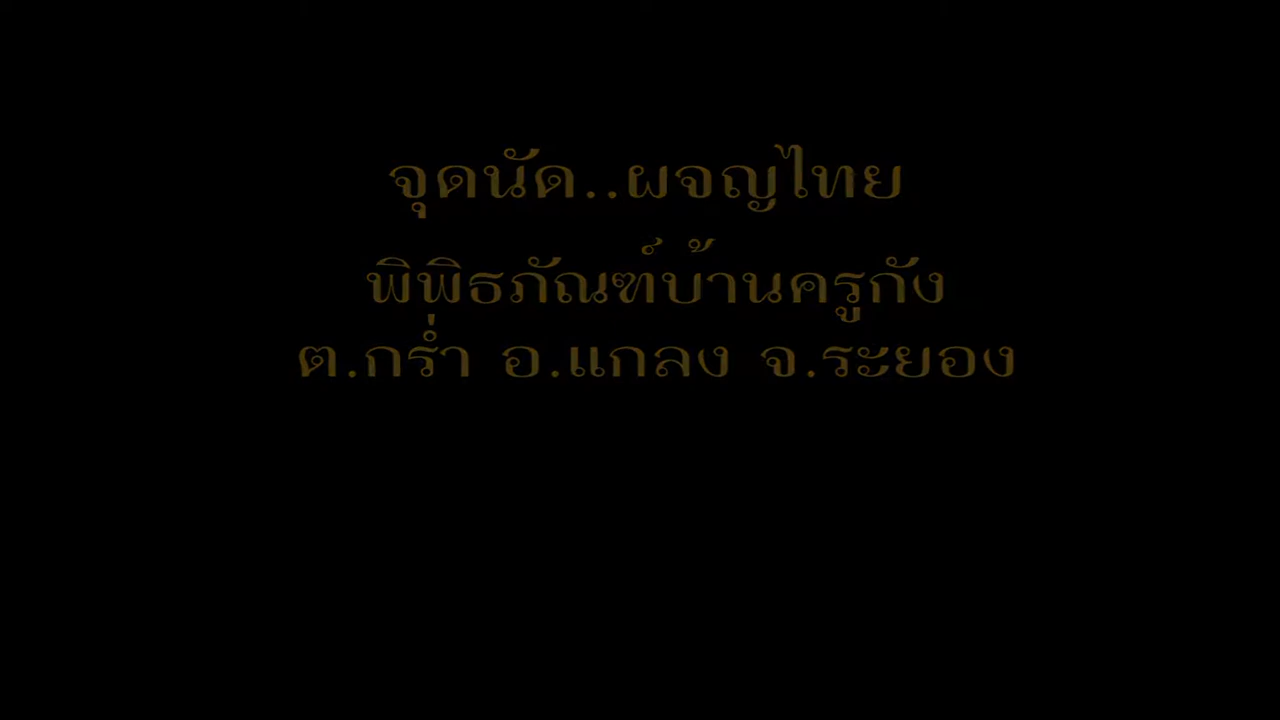 จุดนัด..ผจญไทย
พิพิธภัณฑ์บ้านครูกัง
ต.กร่ำ อ.แกลง จ.ระยอง